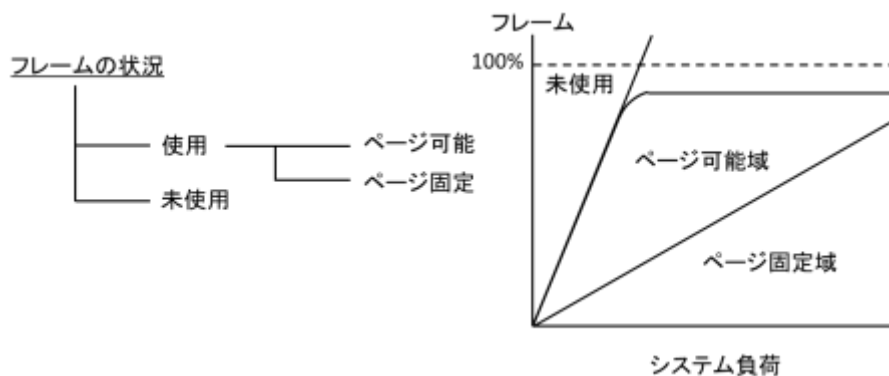 フレームの状況
使用
ページ可能
ページ固定
未使用
フレーム
100%
未使用
ページ可能域
ページ固定域
システム負荷